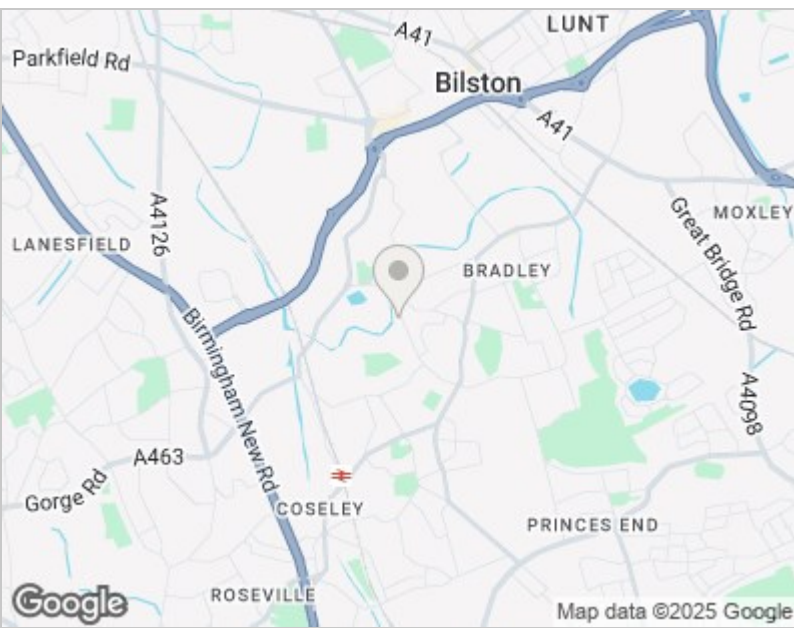 LUNT
A41
Parkfield Rd
Bilston
A41
A4126
MOXLEY
LANESFIELD
Great Bridge Rd
BRADLEY
Birmingham New Rd
A4098
A463
Gorge Rd
COSELEY
PRINCES END
ROSEVILLE
Google
Map data ©2025 Google